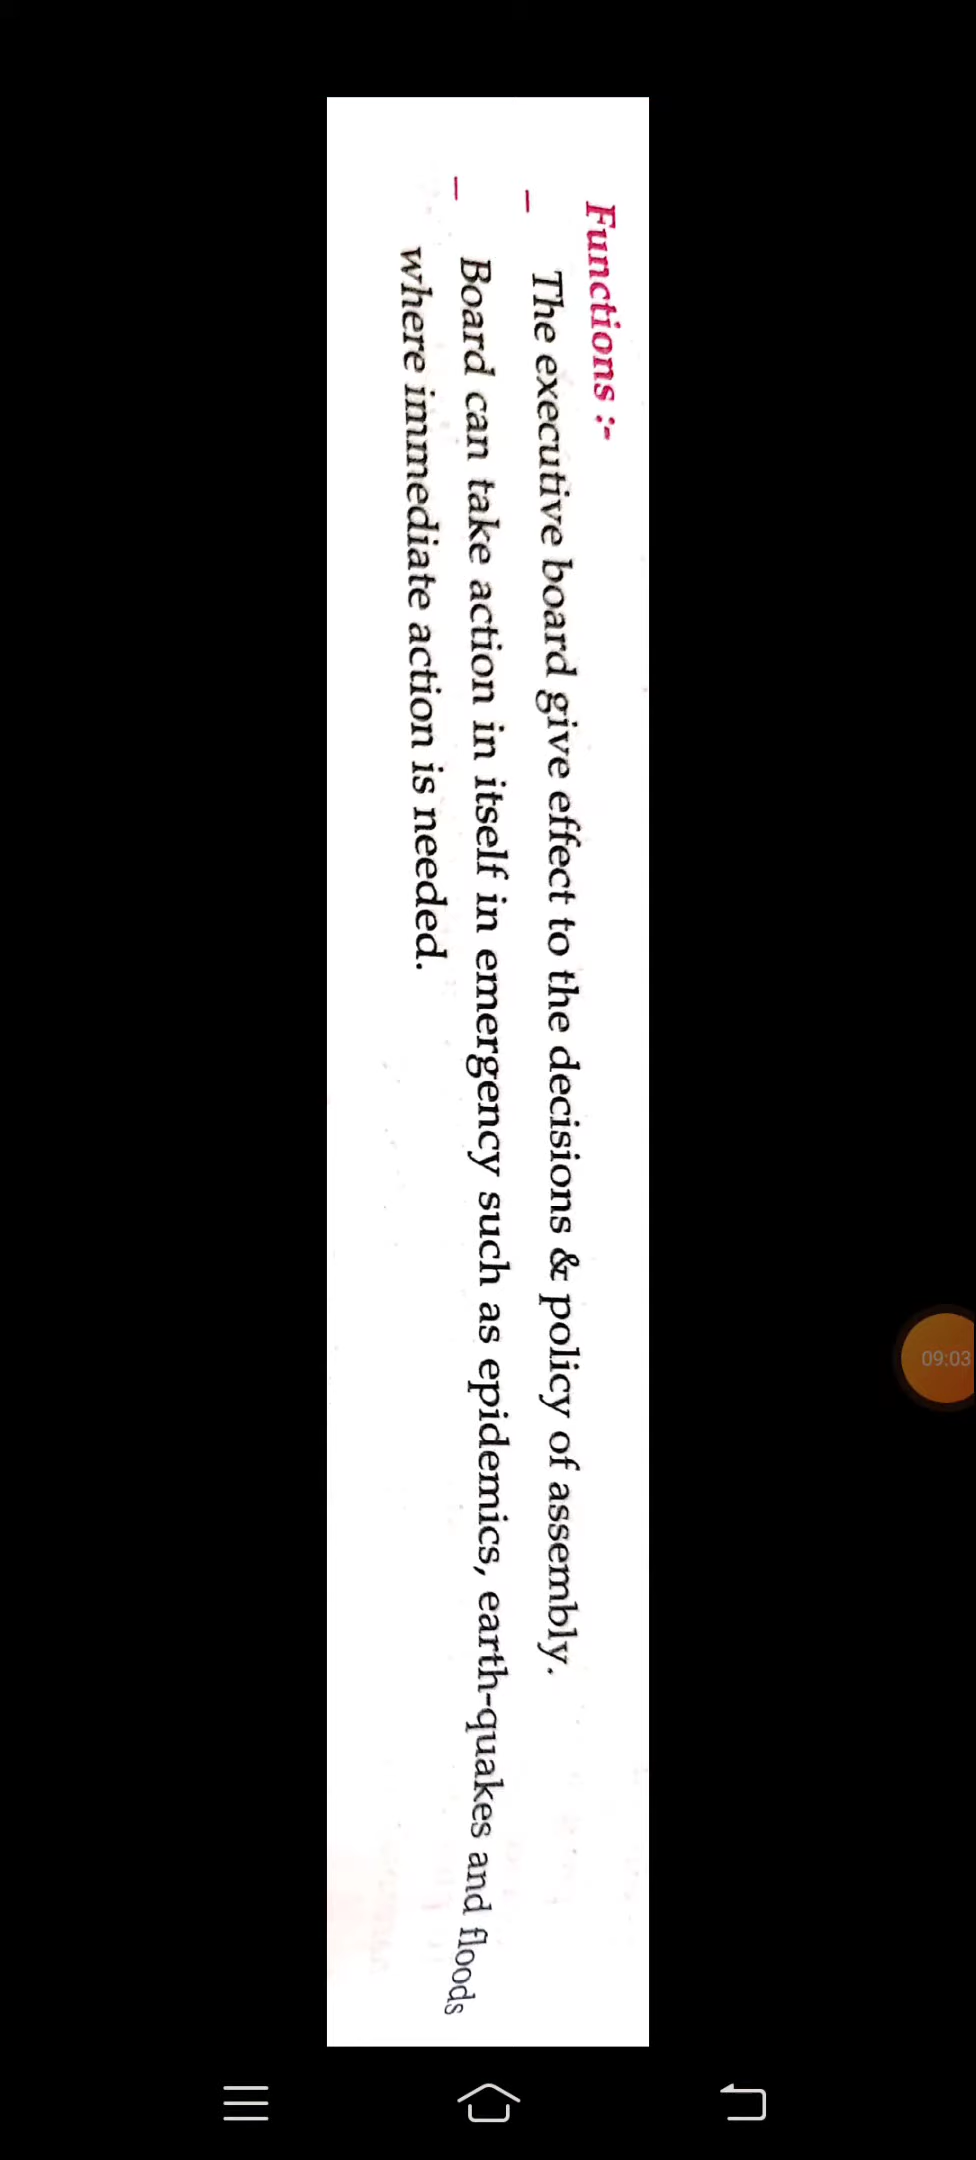 Functions :-
– The executive board give effect to the decisions & policy of assembly.
– Board can take action in itself in emergency such as epidemics, earth-quakes and floods
where immediate action is needed.
09:03